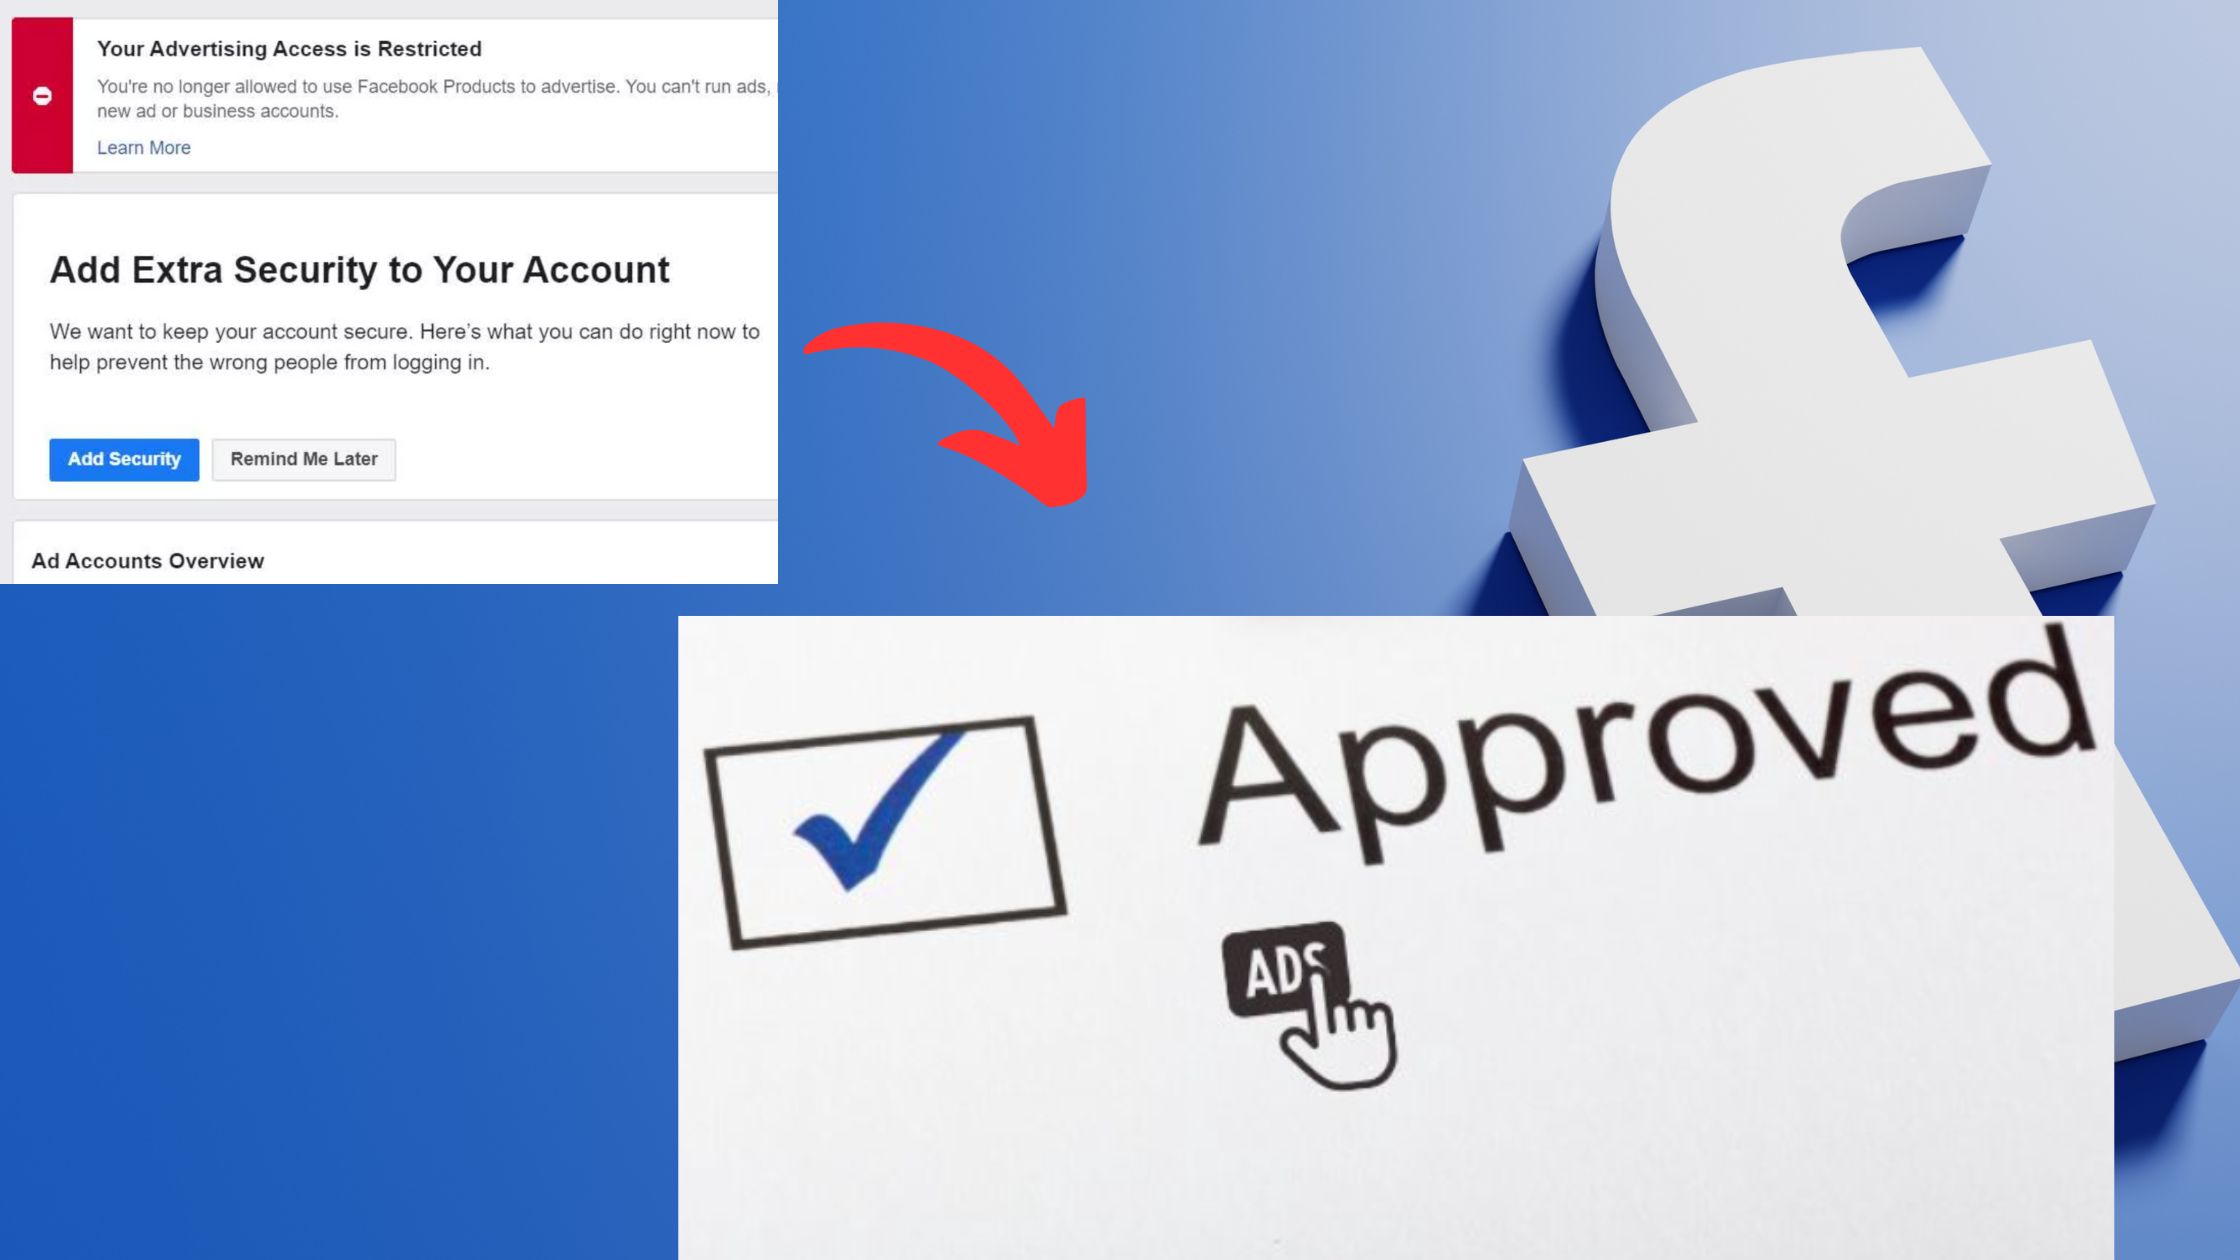 Your Advertising Access is Restricted
You're no longer allowed to use Facebook Products to advertise. You can't run ads,
new ad or business accounts.
Learn More
Add Extra Security to Your Account
We want to keep your account secure. Here’s what you can do right now to
help prevent the wrong people from logging in.
Add Security
Remind Me Later
Ad Accounts Overview
Approved
ADS